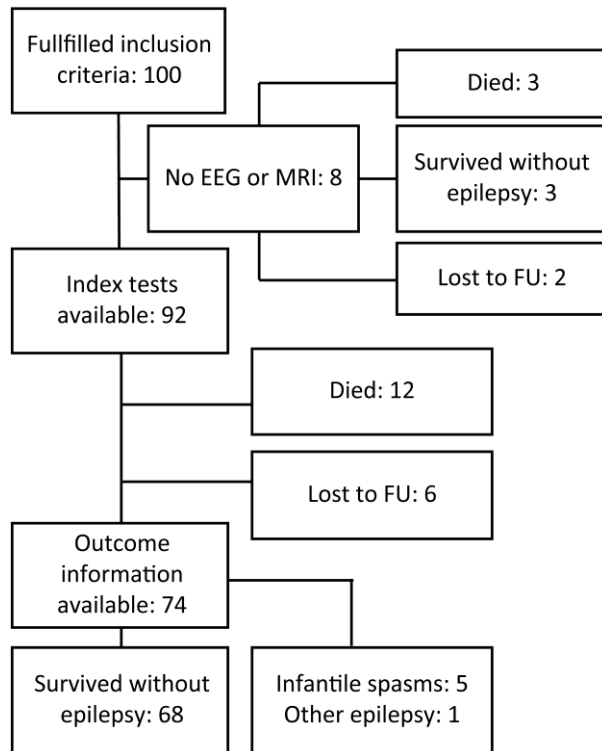 Fullfilled inclusion
criteria: 100
Died: 3
No EEG or MRI: 8
Survived without
epilepsy: 3
Lost to FU: 2
Index tests
available: 92
Died: 12
Lost to FU: 6
Outcome
information
available: 74
Survived without
epilepsy: 68
Infantile spasms: 5
Other epilepsy: 1